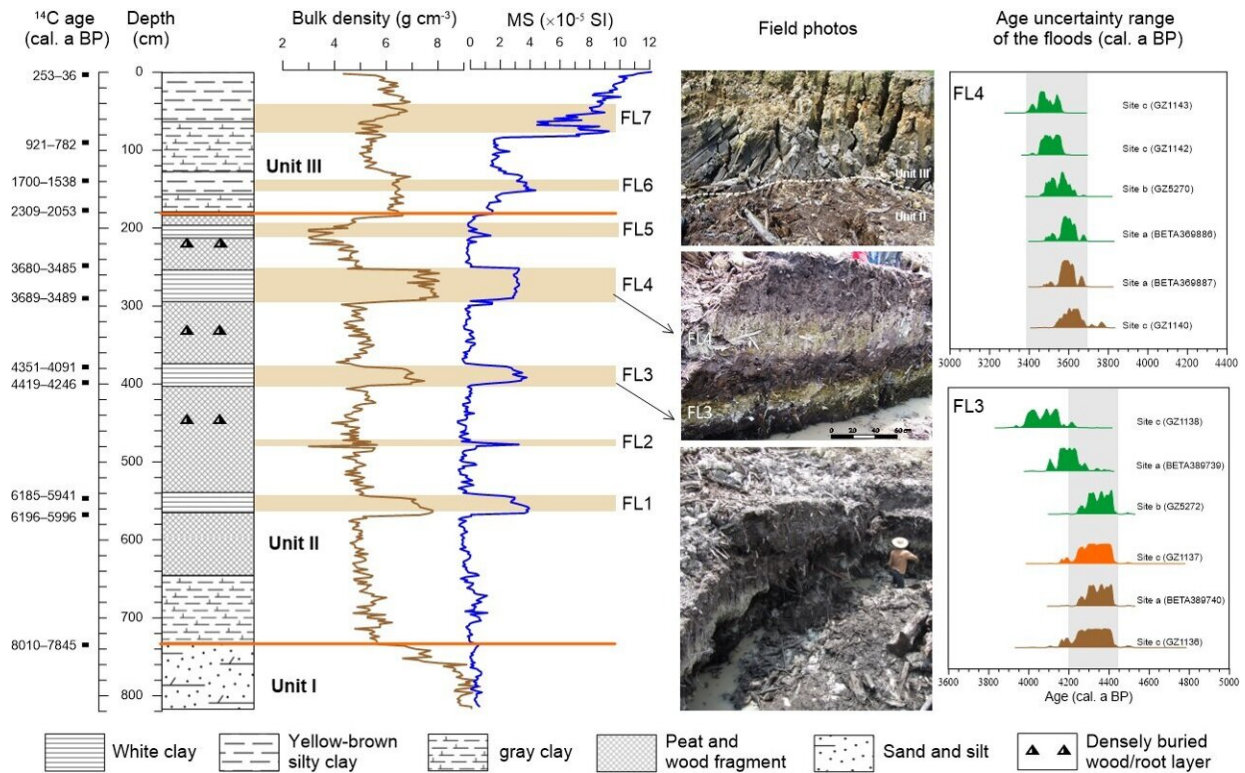 ¹⁴C age
(cal. a BP)
Depth
(cm)
Bulk density (g cm⁻³)
MS (×10⁻⁵ SI)
Field photos
Age uncertainty range
of the floods (cal. a BP)
2 4 6 8 0 2 4 6 8 10 12
253–36
921–782
1700–1538
2309–2053
3680–3485
3689–3489
4351–4091
4419–4246
6185–5941
6196–5996
8010–7845
0
100
200
300
400
500
600
700
800
Unit III
Unit II
Unit I
FL7
FL6
FL5
FL4
FL3
FL2
FL1
Unit III
Unit II
FL4
FL3
0 20 40 60 cm
FL4
Site c (GZ1143)
Site c (GZ1142)
Site b (GZ5270)
Site a (BETA369886)
Site a (BETA369887)
Site c (GZ1140)
3000 3200 3400 3600 3800 4000 4200 4400
FL3
Site c (GZ1138)
Site a (BETA389739)
Site b (GZ5272)
Site c (GZ1137)
Site a (BETA389740)
Site c (GZ1136)
3600 3800 4000 4200 4400 4600 4800 5000
Age (cal. a BP)
White clay
Yellow-brown
silty clay
gray clay
Peat and
wood fragment
Sand and silt
Densely buried
wood/root layer